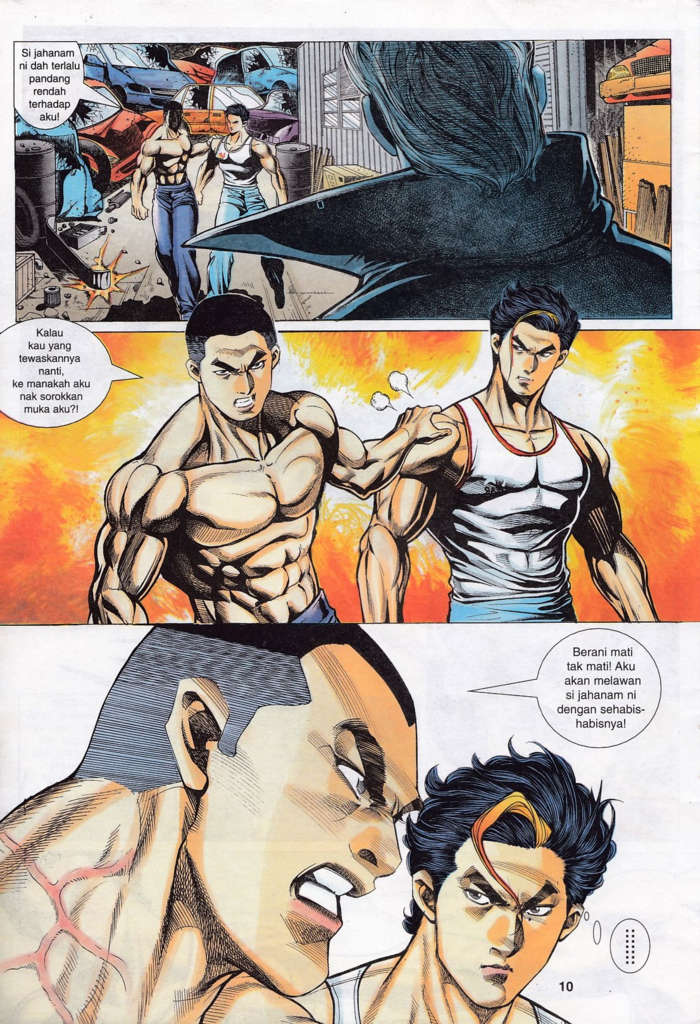 Si jahanam
ni dah terlalu
pandang
rendah
terhadap
aku!
Kalau
kau yang
tewaskannya
nanti,
ke manakah aku
nak sorokkan
muka aku?!
Berani mati
tak mati! Aku
akan melawan
si jahanam ni
dengan sehabis-
habisnya!
10